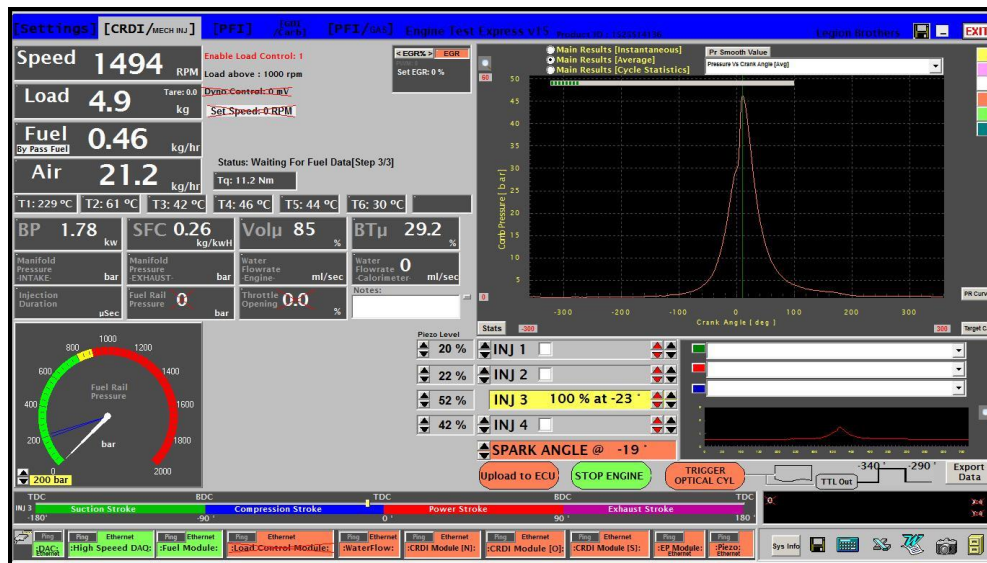 [Settings] [CRDI/MECH INJ] [PFI] [PFI/GAS] Engine Test Express v15 Legion Brothers EXIT
Speed 1494 RPM
Enable Load Control: 1
Load above : 1000 rpm
Load 4.9 kg
Tare: 0.0
Dyno Control: 0 mV
Set Speed: 0 RPM
Fuel 0.46 kg/hr
By Pass Fuel
Air 21.2 kg/hr
Status: Waiting For Fuel Data[Step 3/3]
Tq: 11.2 Nm
<EGR%> EGR
Set EGR: 0 %
T1: 229 ºC T2: 61 ºC T3: 42 ºC T4: 46 ºC T5: 44 ºC T6: 30 ºC
BP 1.78 kw
SFC 0.26 kg/kwH
Volµ 85 %
BTµ 29.2 %
Manifold Pressure -INTAKE- bar
Manifold Pressure -EXHAUST- bar
Water Flowrate -Engine- ml/sec
Water Flowrate -Calorimeter- 0 ml/sec
Injection Duration µSec
Fuel Rail Pressure 0 bar
Throttle Opening 0.0 %
Notes:
Main Results [Instantaneous]
Main Results [Average]
Main Results [Cycle Statistics]
Pr Smooth Value
Pressure Vs Crank Angle [Avg]
60
50
45
40
35
30
25
20
15
10
5
0
Comb Pressure [ bar ]
-300 -200 -100 0 100 200 300
Crank Angle [ deg ]
Stats -300 300 Target C
PR Curv
800 1000 1200
600 1400
400 1600
200 1800
0 2000
Fuel Rail Pressure
bar
200 bar
Piezo Level
20 % INJ 1
22 % INJ 2
52 % INJ 3 100 % at -23 °
42 % INJ 4
SPARK ANGLE @ -19 °
Upload to ECU
STOP ENGINE
TRIGGER OPTICAL CYL
TTL Out
-340 ° -290 °
Export Data
TDC BDC TDC BDC TDC
INJ 3 Suction Stroke Compression Stroke Power Stroke Exhaust Stroke
-180° -90° 0° 90° 180°
Ping :DAC: Ethernet
Ping Ethernet :High Speeed DAQ:
Ping Ethernet :Fuel Module:
Ping Ethernet :Load Control Module:
Ping Ethernet :WaterFlow:
Ping Ethernet :CRDI Module [N]:
Ping Ethernet :CRDI Module [O]:
Ping Ethernet :CRDI Module [S]:
Ping :EP Module: Ethernet
Ping :Piezo: Ethernet
Sys Info